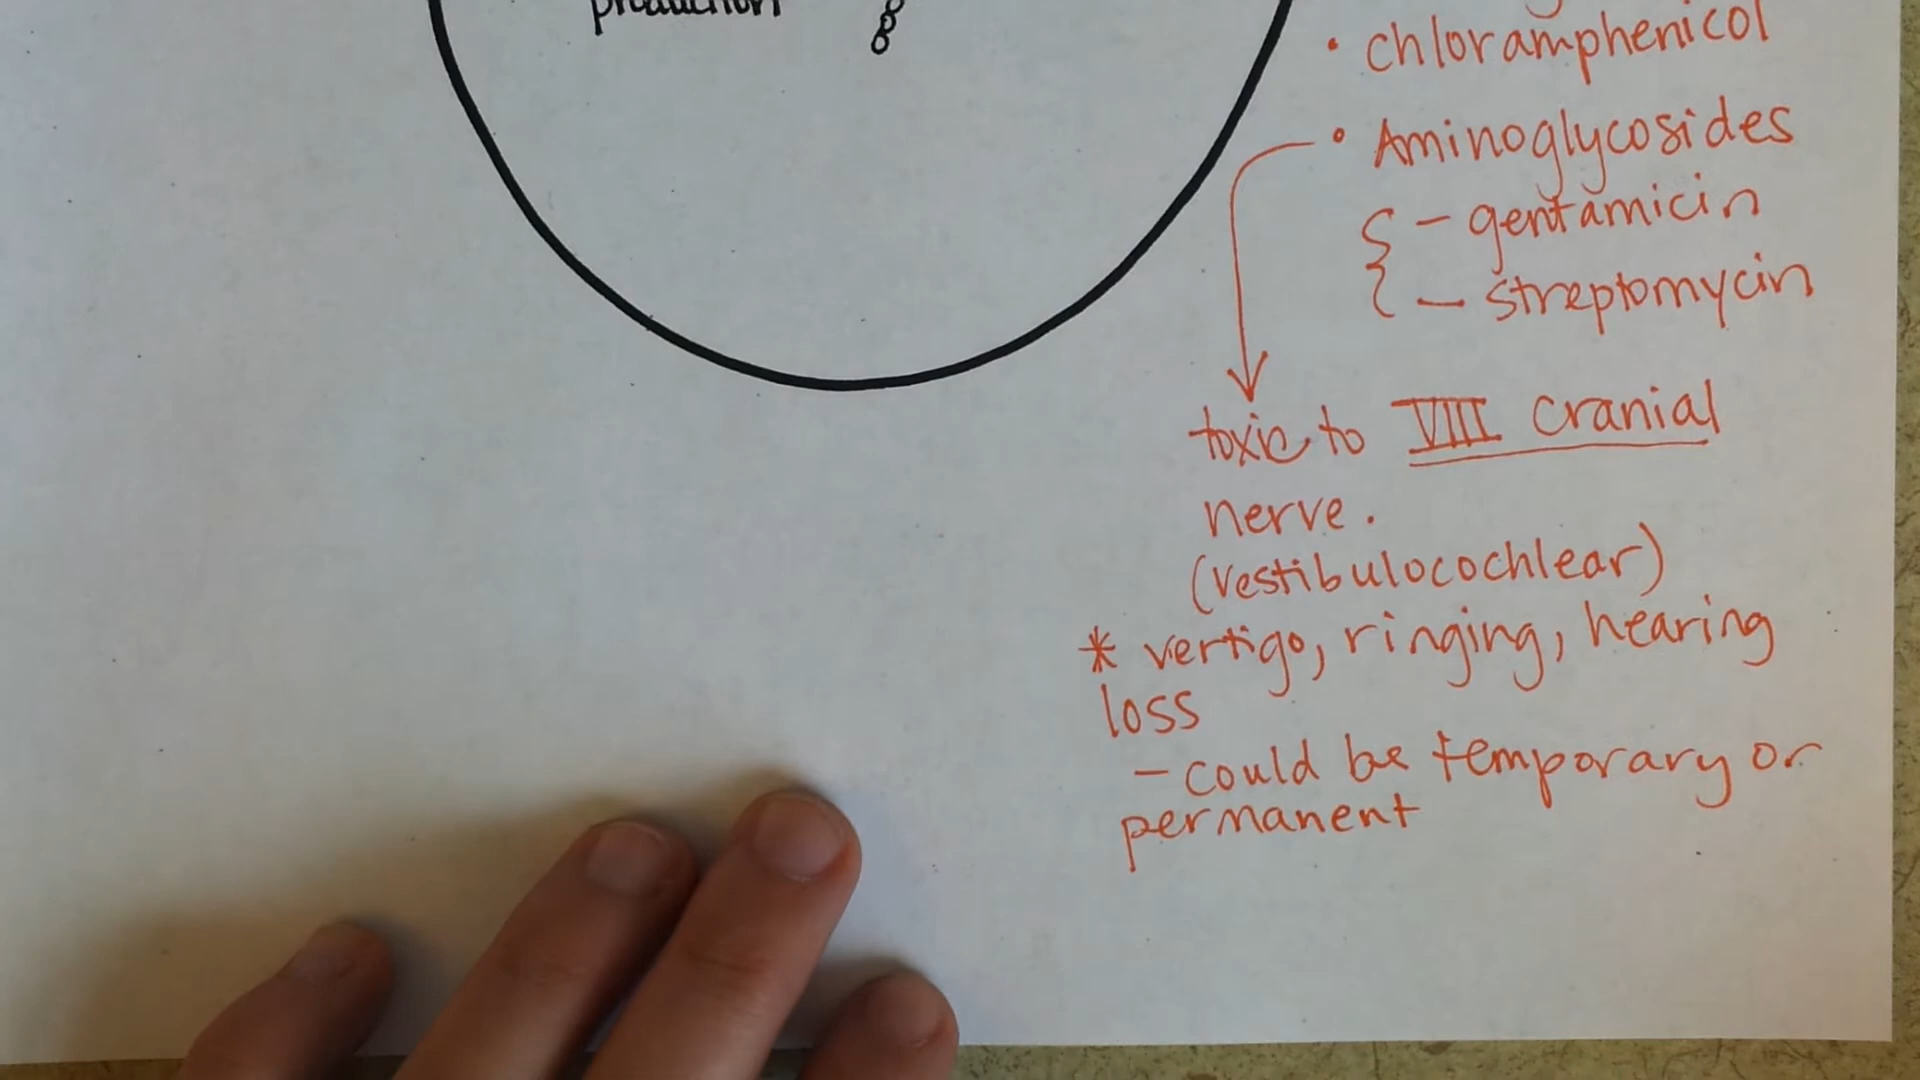 production
• chloramphenicol
• Aminoglycosides
- gentamicin
- streptomycin
toxic to VIII cranial
nerve.
(vestibulocochlear)
* vertigo, ringing, hearing
loss
- could be temporary or
permanent